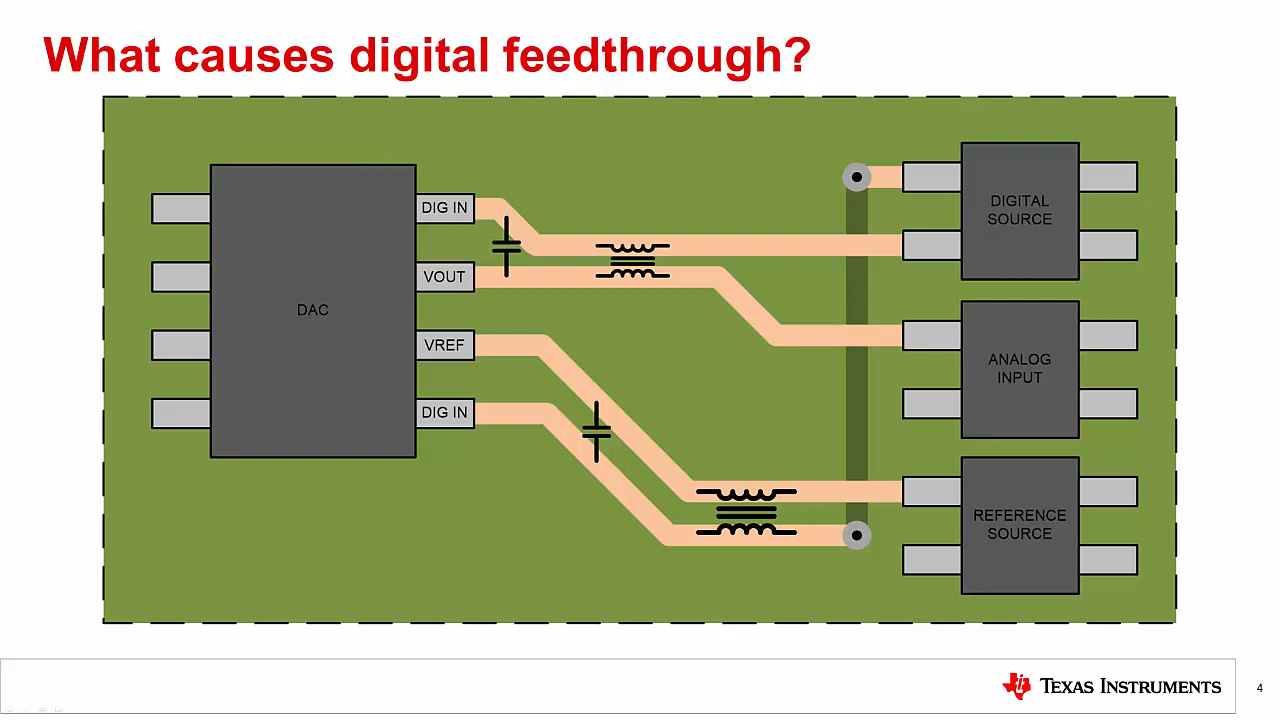 What causes digital feedthrough?
DIG IN
VOUT
VREF
DIG IN
DAC
DIGITAL
SOURCE
ANALOG
INPUT
REFERENCE
SOURCE
TEXAS INSTRUMENTS
4